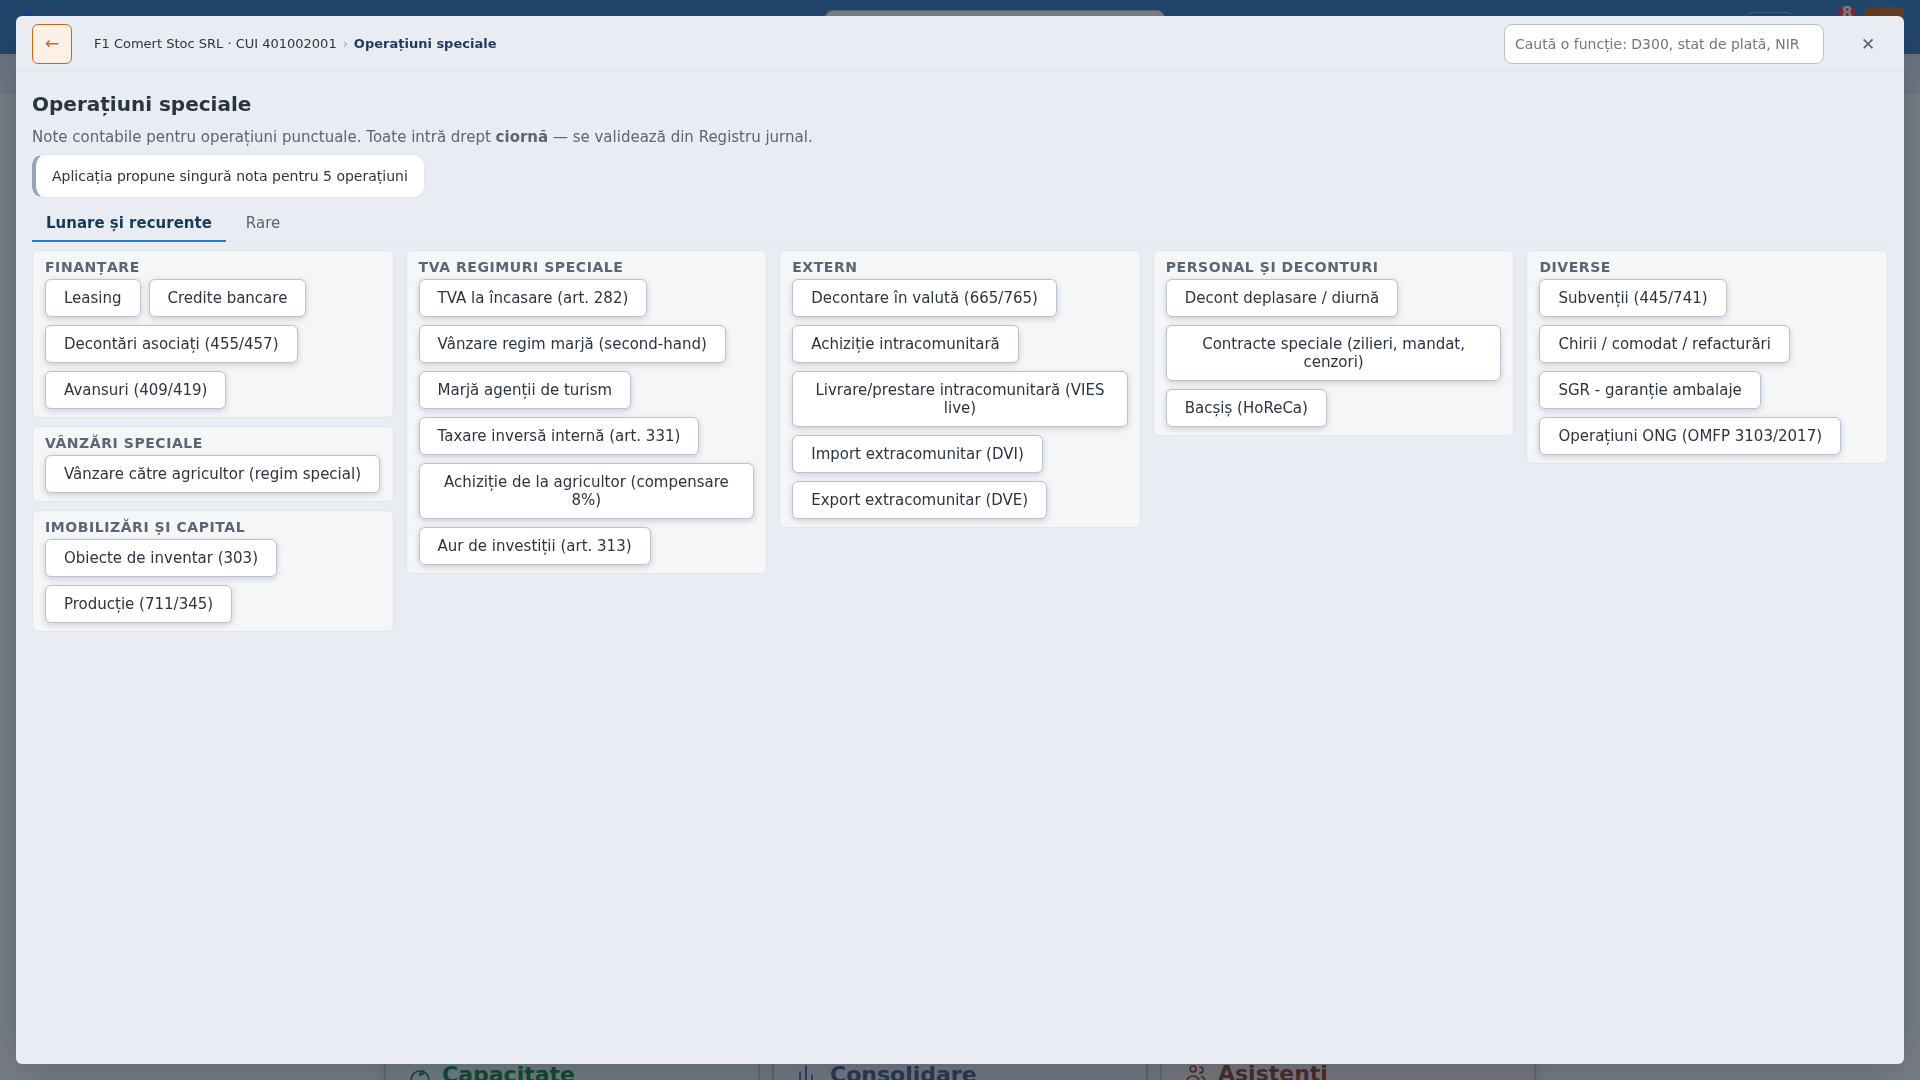 8
←
F1 Comert Stoc SRL · CUI 401002001 › Operațiuni speciale
Caută o funcție: D300, stat de plată, NIR
✕
Operațiuni speciale
Note contabile pentru operațiuni punctuale. Toate intră drept ciornă — se validează din Registru jurnal.
Aplicația propune singură nota pentru 5 operațiuni
Lunare și recurente
Rare
FINANȚARE
Leasing
Credite bancare
Decontări asociați (455/457)
Avansuri (409/419)
VÂNZĂRI SPECIALE
Vânzare către agricultor (regim special)
IMOBILIZĂRI ȘI CAPITAL
Obiecte de inventar (303)
Producție (711/345)
TVA REGIMURI SPECIALE
TVA la încasare (art. 282)
Vânzare regim marjă (second-hand)
Marjă agenții de turism
Taxare inversă internă (art. 331)
Achiziție de la agricultor (compensare
8%)
Aur de investiții (art. 313)
EXTERN
Decontare în valută (665/765)
Achiziție intracomunitară
Livrare/prestare intracomunitară (VIES
live)
Import extracomunitar (DVI)
Export extracomunitar (DVE)
PERSONAL ȘI DECONTURI
Decont deplasare / diurnă
Contracte speciale (zilieri, mandat,
cenzori)
Bacșiș (HoReCa)
DIVERSE
Subvenții (445/741)
Chirii / comodat / refacturări
SGR - garanție ambalaje
Operațiuni ONG (OMFP 3103/2017)
Capacitate
Consolidare
Asistenți